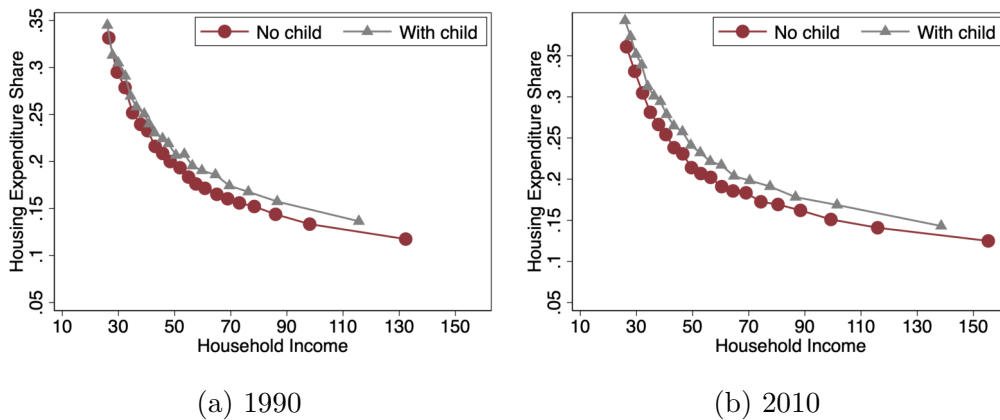 No child With child
Housing Expenditure Share
.35
.3
.25
.2
.15
.1
.05
10 30 50 70 90 110 130 150
Household Income
(a) 1990
No child With child
Housing Expenditure Share
.35
.3
.25
.2
.15
.1
.05
10 30 50 70 90 110 130 150
Household Income
(b) 2010